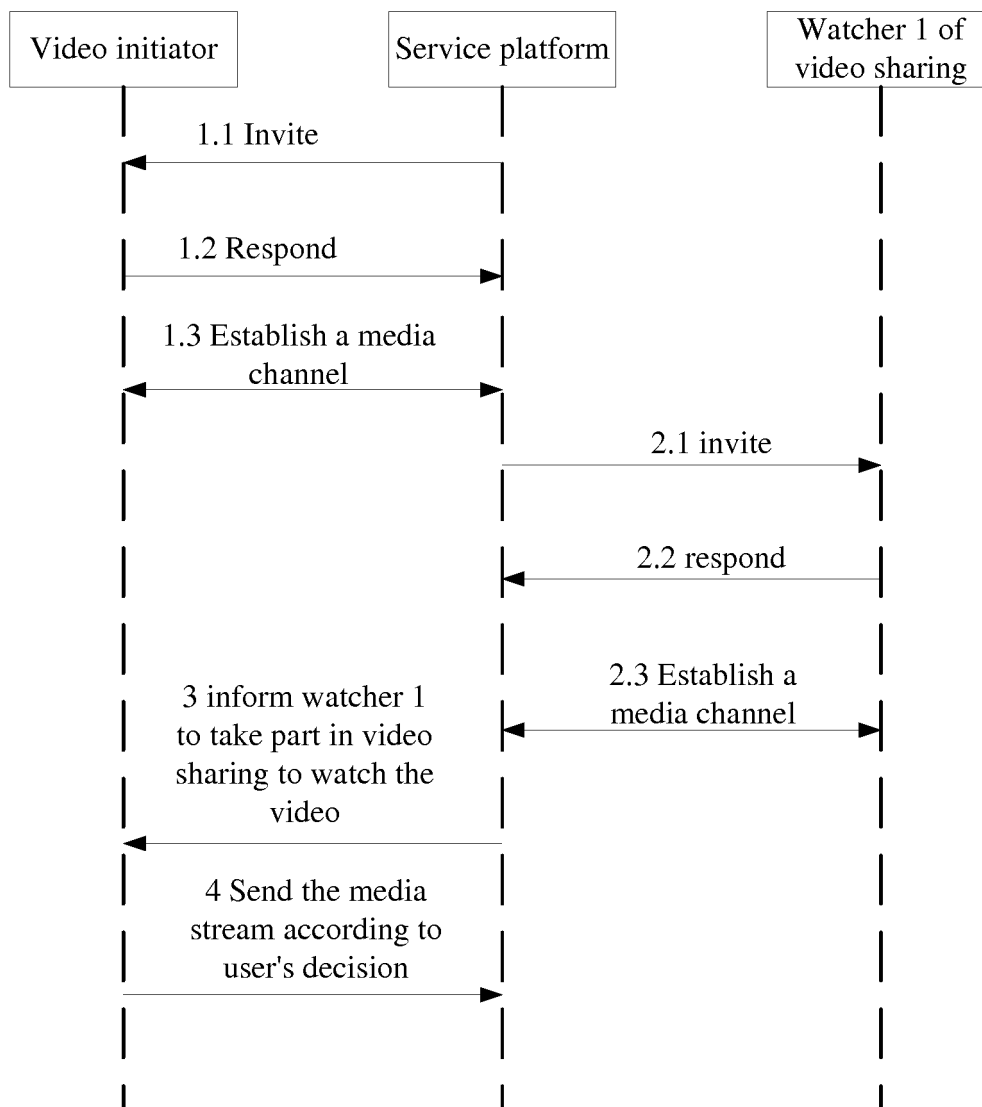 Video initiator
Service platform
Watcher 1 of
video sharing
1.1 Invite
1.2 Respond
1.3 Establish a media
channel
2.1 invite
2.2 respond
2.3 Establish a
media channel
3 inform watcher 1
to take part in video
sharing to watch the
video
4 Send the media
stream according to
user's decision